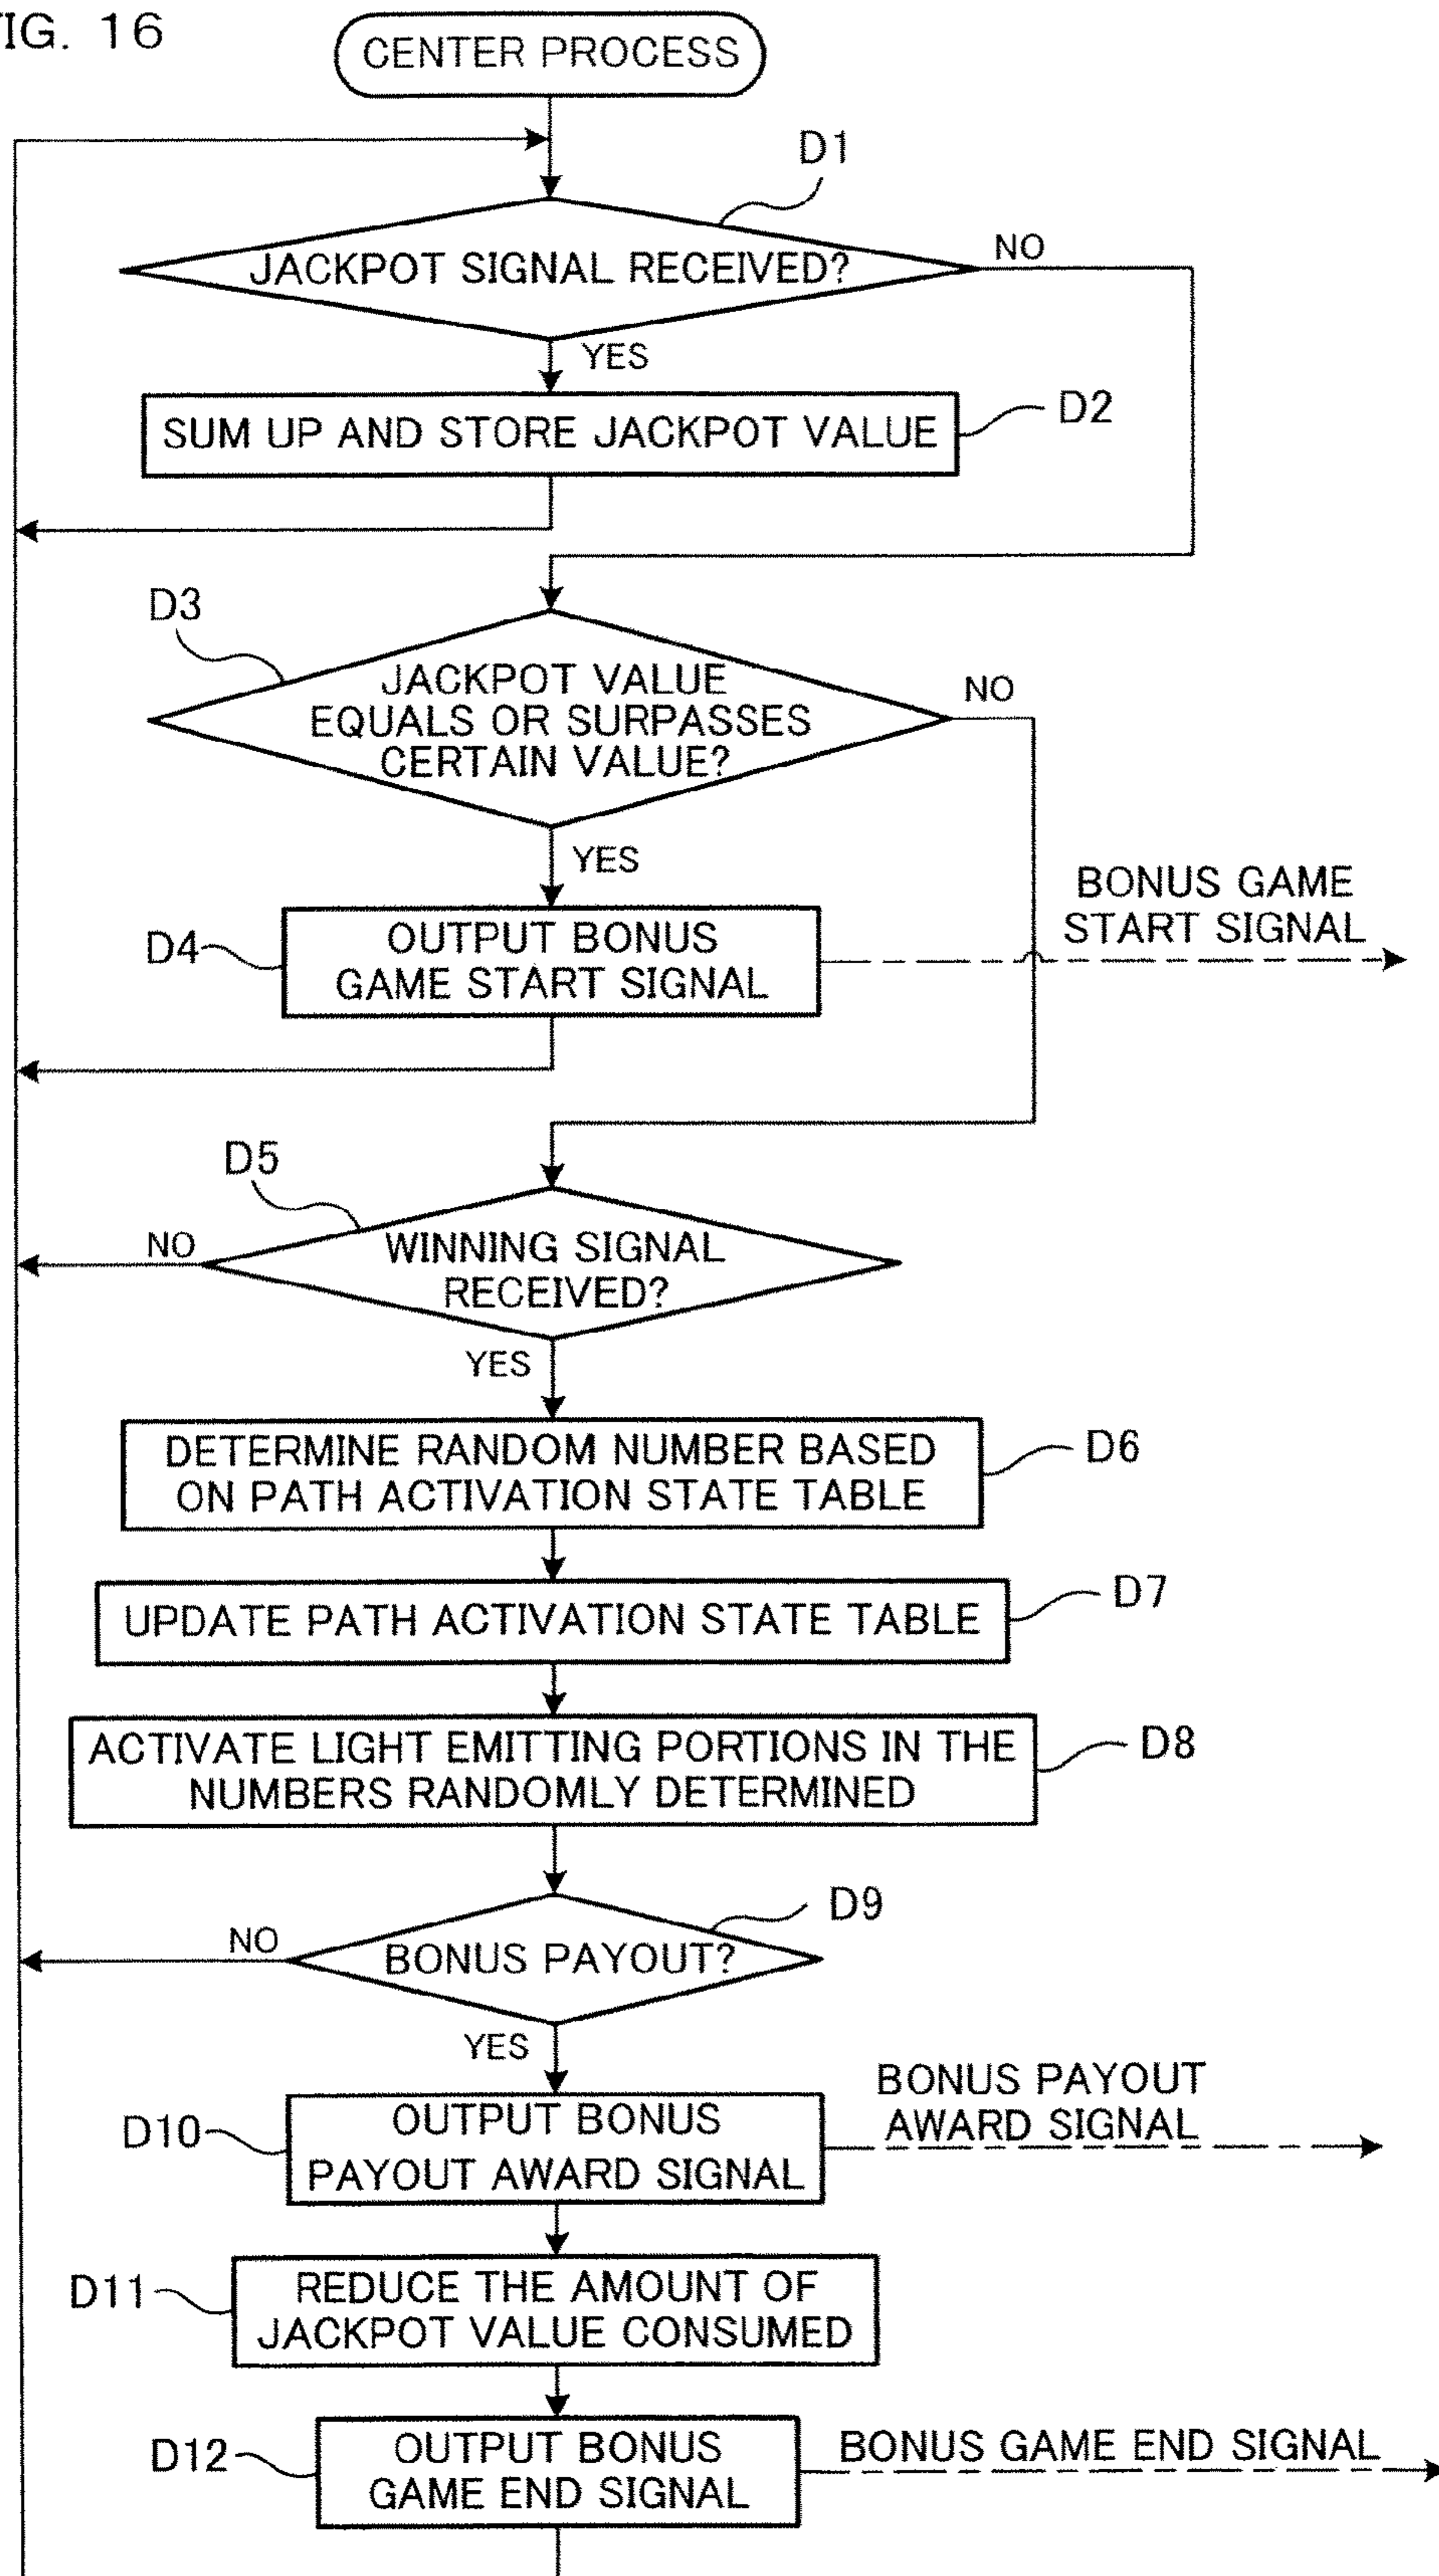 IG. 16
CENTER PROCESS
D1
JACKPOT SIGNAL RECEIVED?
NO
YES
SUM UP AND STORE JACKPOT VALUE
D2
D3
JACKPOT VALUE
EQUALS OR SURPASSES
CERTAIN VALUE?
NO
YES
BONUS GAME
START SIGNAL
D4
OUTPUT BONUS
GAME START SIGNAL
D5
NO
WINNING SIGNAL
RECEIVED?
YES
DETERMINE RANDOM NUMBER BASED
ON PATH ACTIVATION STATE TABLE
D6
UPDATE PATH ACTIVATION STATE TABLE
D7
ACTIVATE LIGHT EMITTING PORTIONS IN THE
NUMBERS RANDOMLY DETERMINED
D8
D9
NO
BONUS PAYOUT?
YES
BONUS PAYOUT
AWARD SIGNAL
D10
OUTPUT BONUS
PAYOUT AWARD SIGNAL
D11
REDUCE THE AMOUNT OF
JACKPOT VALUE CONSUMED
D12
OUTPUT BONUS
GAME END SIGNAL
BONUS GAME END SIGNAL